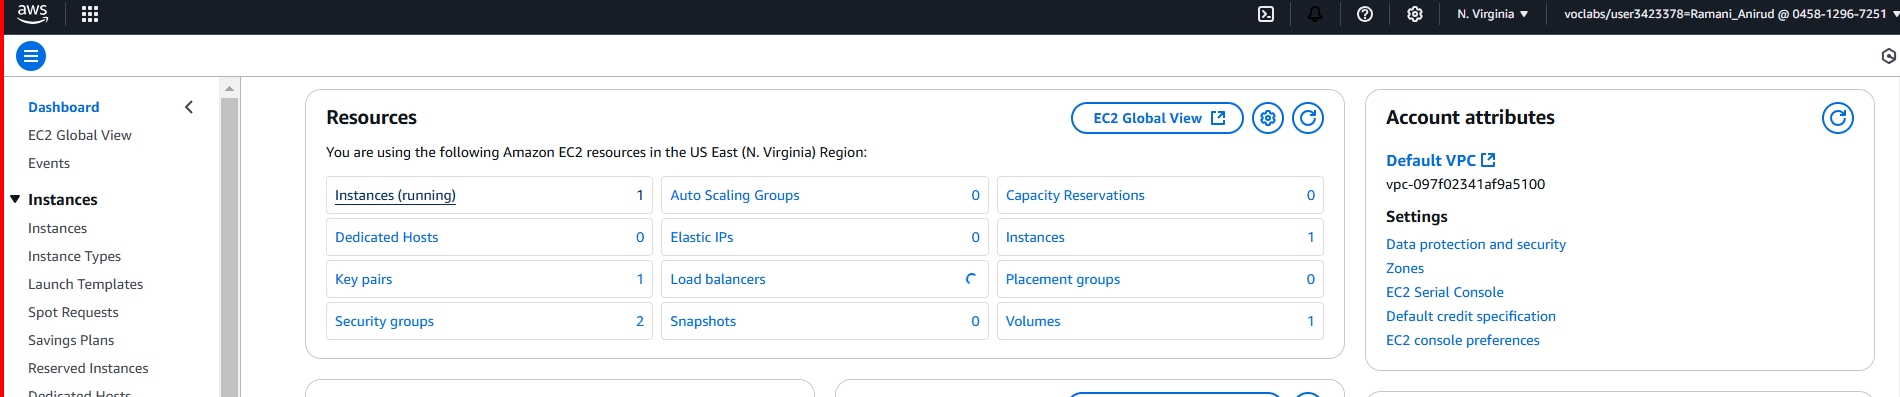 aws
N. Virginia
voclabs/user3423378=Ramani_Anirud @ 0458-1296-7251
Dashboard
EC2 Global View
Events
Instances
Instances
Instance Types
Launch Templates
Spot Requests
Savings Plans
Reserved Instances
Dedicated Hosts
Resources
EC2 Global View
You are using the following Amazon EC2 resources in the US East (N. Virginia) Region:
Instances (running) 1
Auto Scaling Groups 0
Capacity Reservations 0
Dedicated Hosts 0
Elastic IPs 0
Instances 1
Key pairs 1
Load balancers
Placement groups 0
Security groups 2
Snapshots 0
Volumes 1
Account attributes
Default VPC
vpc-097f02341af9a5100
Settings
Data protection and security
Zones
EC2 Serial Console
Default credit specification
EC2 console preferences